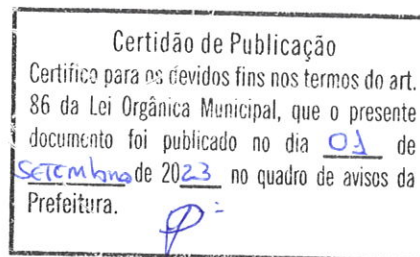 Certidão de Publicação
Certifico para os devidos fins nos termos do art.
86 da Lei Orgânica Municipal, que o presente
documento foi publicado no dia 01 de
SETEMbro de 2023 no quadro de avisos da
Prefeitura.